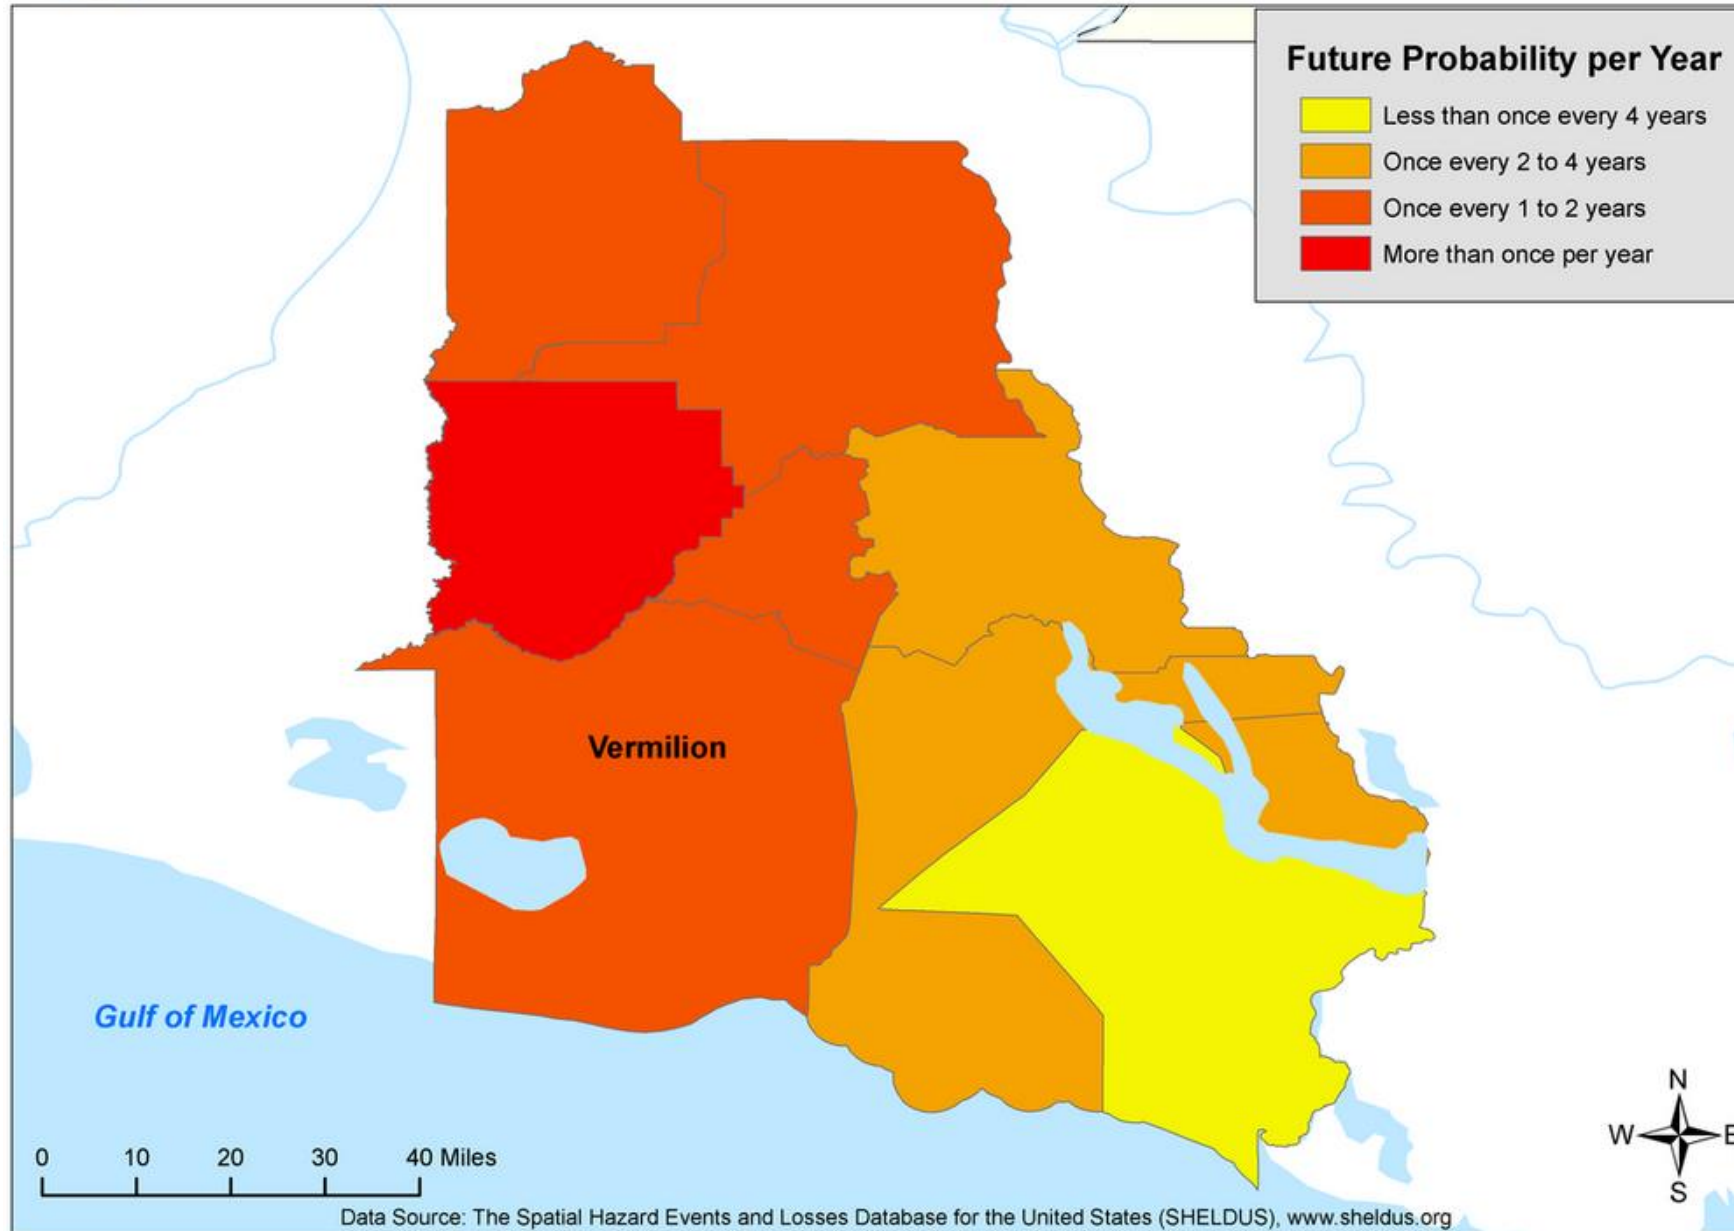 Future Probability per Year
Less than once every 4 years
Once every 2 to 4 years
Once every 1 to 2 years
More than once per year
Vermilion
Gulf of Mexico
N
W E
S
0 10 20 30 40 Miles
Data Source: The Spatial Hazard Events and Losses Database for the United States (SHELDUS), www.sheldus.org